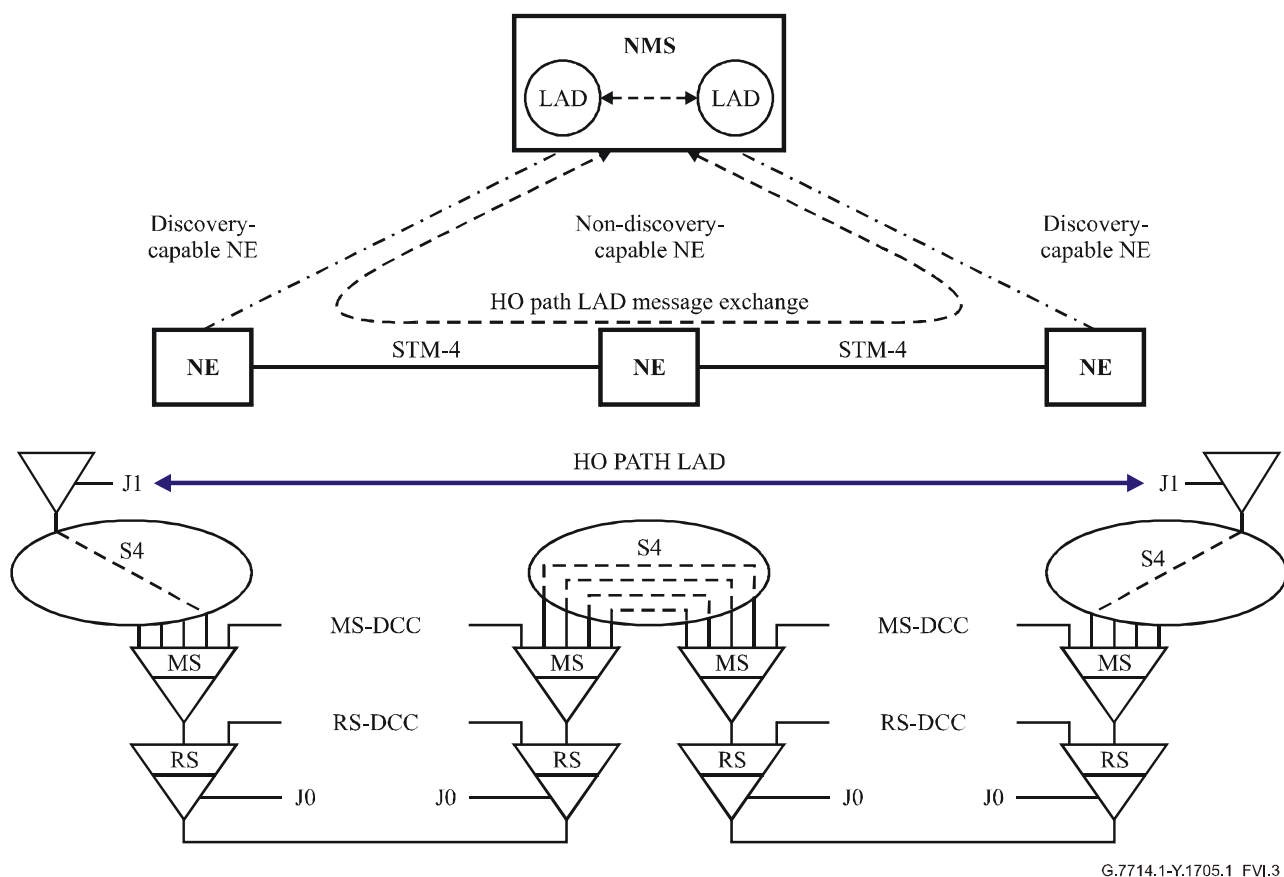 NMS
LAD
LAD
Discovery-
capable NE
Non-discovery-
capable NE
Discovery-
capable NE
HO path LAD message exchange
STM-4
STM-4
NE
NE
NE
HO PATH LAD
J1
J1
S4
S4
S4
MS-DCC
MS-DCC
MS
MS
MS
MS
RS-DCC
RS-DCC
RS
RS
RS
RS
J0
J0
J0
J0
G.7714.1-Y.1705.1_FVI.3